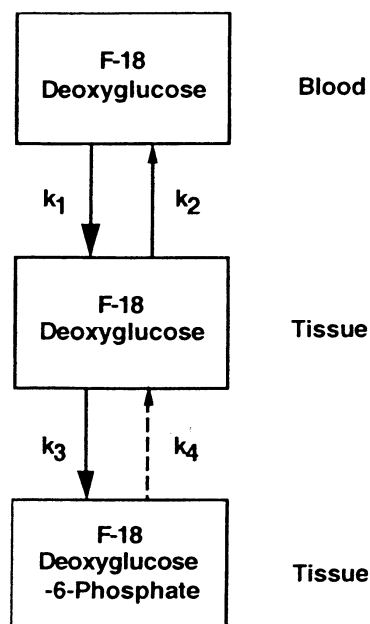 F-18
Deoxyglucose
Blood
k1
k2
F-18
Deoxyglucose
Tissue
k3
k4
F-18
Deoxyglucose
-6-Phosphate
Tissue